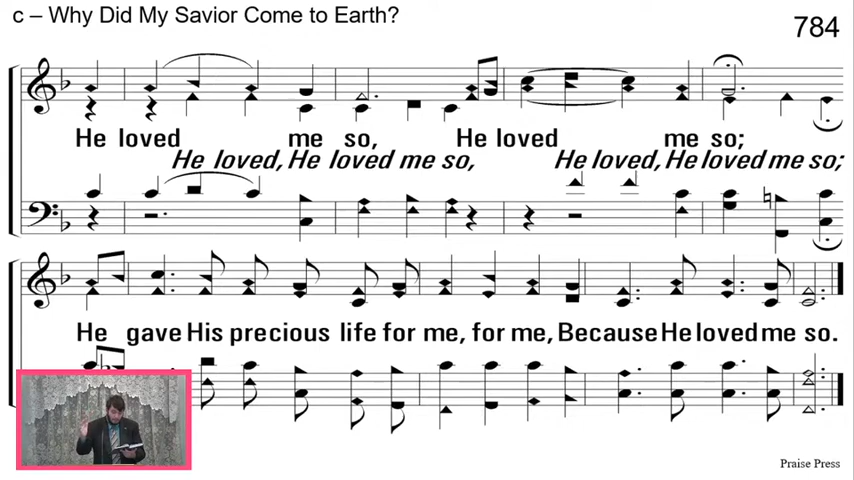 c – Why Did My Savior Come to Earth?
784
He loved me so, He loved me so;
He loved, He loved me so, He loved, He loved me so;
He gave His precious life for me, for me, Because He loved me so.
Praise Press